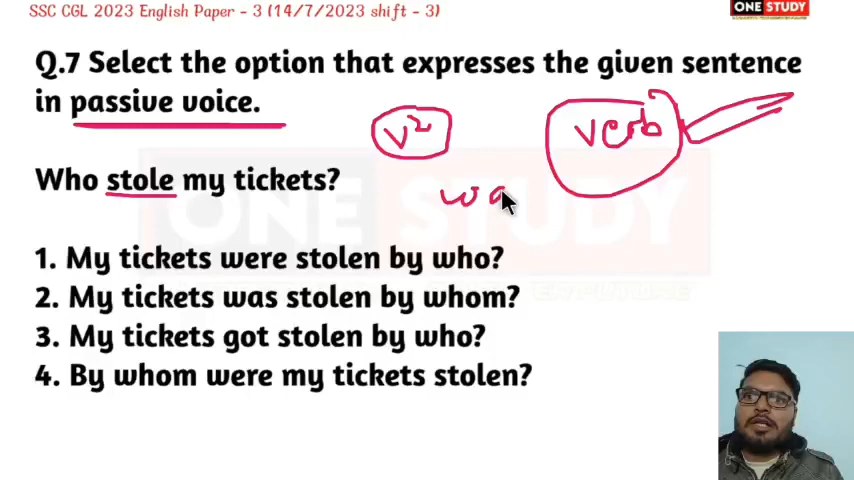 SSC CGL 2023 English Paper - 3 (14/7/2023 shift - 3)
ONE STUDY
Q.7 Select the option that expresses the given sentence
in passive voice.
v2
verb
Who stole my tickets?
wa
1. My tickets were stolen by who?
2. My tickets was stolen by whom?
3. My tickets got stolen by who?
4. By whom were my tickets stolen?
ONE STUDY